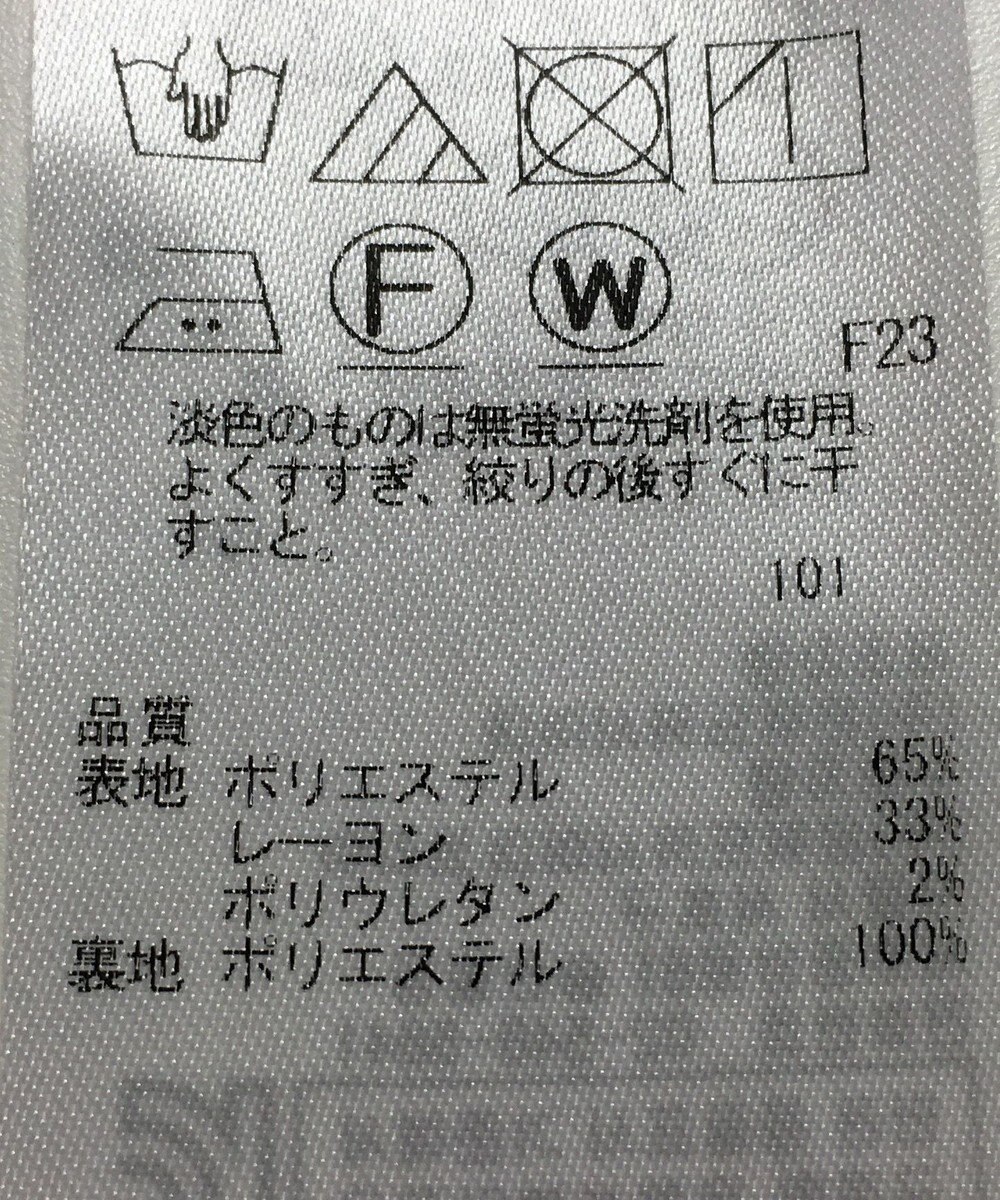 F W
F23
淡色のものは無蛍光洗剤を使用。
よくすすぎ、絞りの後すぐに干
すこと。
101
品質
表地 ポリエステル 65%
レーヨン 33%
ポリウレタン 2%
裏地 ポリエステル 100%